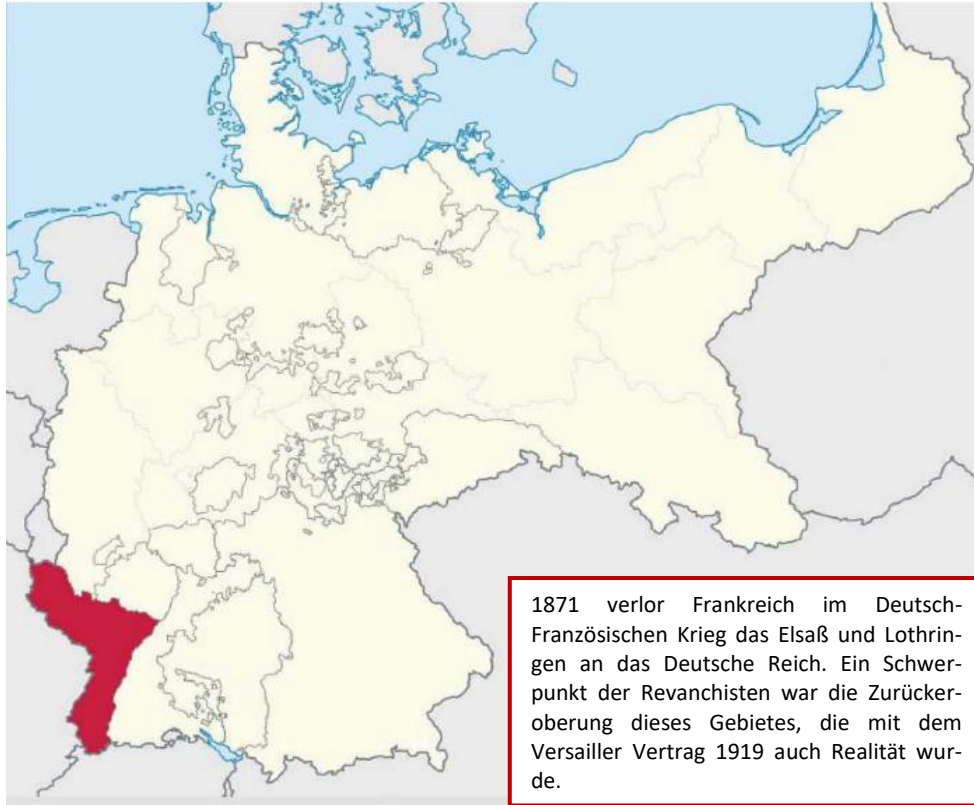 1871 verlor Frankreich im Deutsch-
Französischen Krieg das Elsaß und Lothrin-
gen an das Deutsche Reich. Ein Schwer-
punkt der Revanchisten war die Zurücker-
oberung dieses Gebietes, die mit dem
Versailler Vertrag 1919 auch Realität wur-
de.